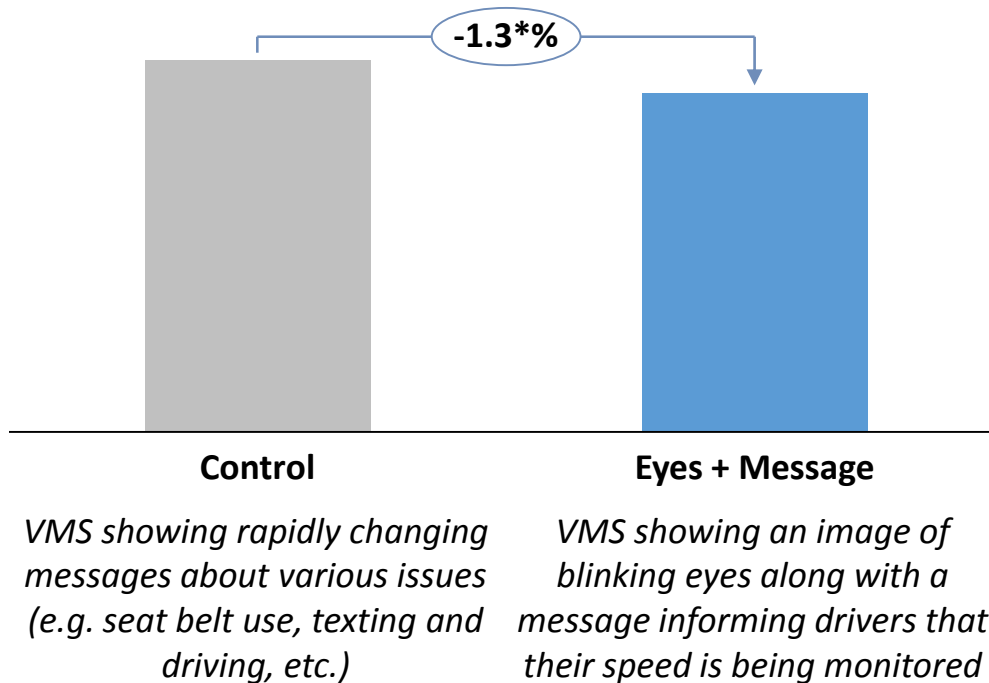 -1.3*%
Control
Eyes + Message
VMS showing rapidly changing
messages about various issues
(e.g. seat belt use, texting and
driving, etc.)
VMS showing an image of
blinking eyes along with a
message informing drivers that
their speed is being monitored